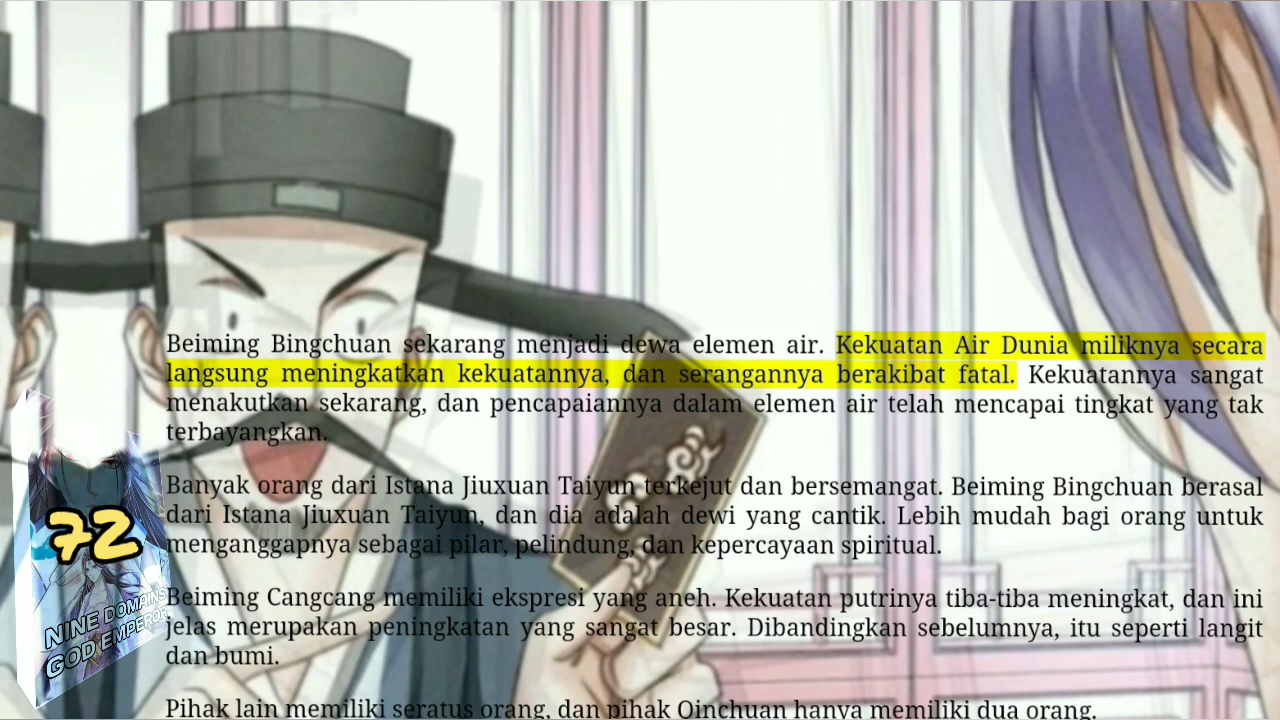 Beiming Bingchuan sekarang menjadi dewa elemen air. Kekuatan Air Dunia miliknya secara
langsung meningkatkan kekuatannya, dan serangannya berakibat fatal. Kekuatannya sangat
menakutkan sekarang, dan pencapaiannya dalam elemen air telah mencapai tingkat yang tak
terbayangkan.
Banyak orang dari Istana Jiuxuan Taiyun terkejut dan bersemangat. Beiming Bingchuan berasal
dari Istana Jiuxuan Taiyun, dan dia adalah dewi yang cantik. Lebih mudah bagi orang untuk
menganggapnya sebagai pilar, pelindung, dan kepercayaan spiritual.
Beiming Cangcang memiliki ekspresi yang aneh. Kekuatan putrinya tiba-tiba meningkat, dan ini
jelas merupakan peningkatan yang sangat besar. Dibandingkan sebelumnya, itu seperti langit
dan bumi.
Pihak lain memiliki seratus orang, dan pihak Qinchuan hanya memiliki dua orang.
72
NINE DOMAINS
GOD EMPEROR